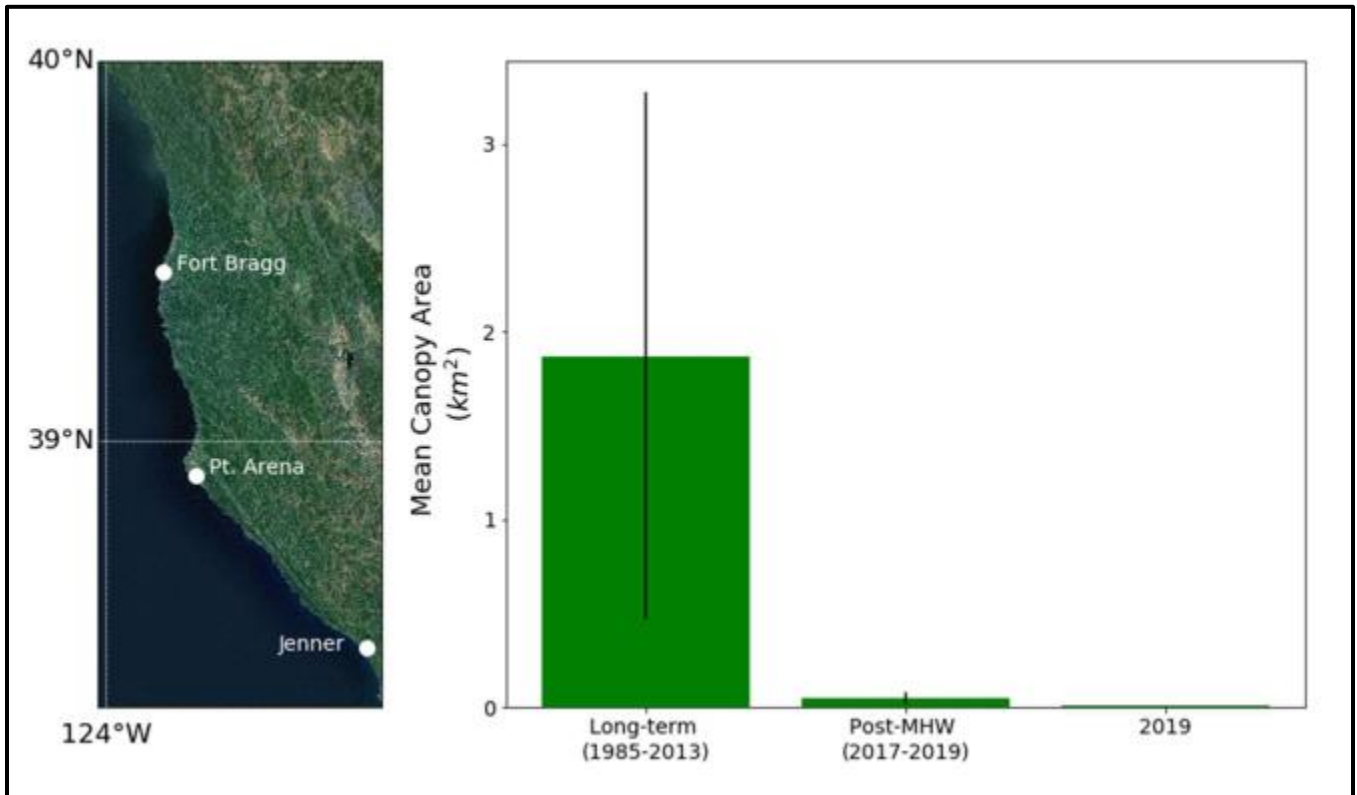 40°N
Fort Bragg
39°N
Pt. Arena
Jenner
124°W
Mean Canopy Area
(km²)
3
2
1
0
Long-term
(1985-2013)
Post-MHW
(2017-2019)
2019